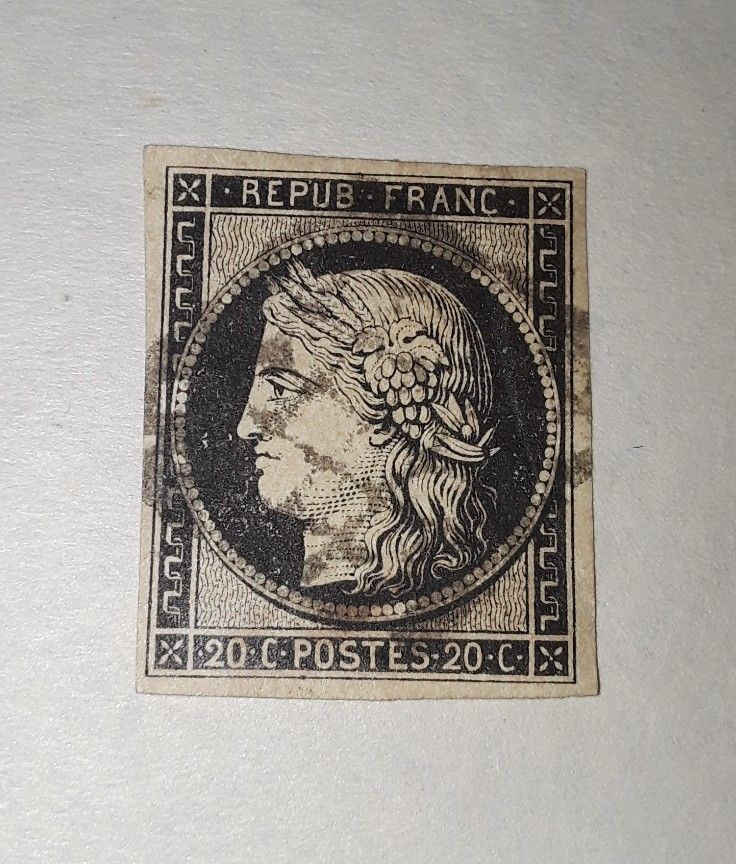 · REPUB · FRANC ·
· 20 · C · POSTES · 20 · C ·